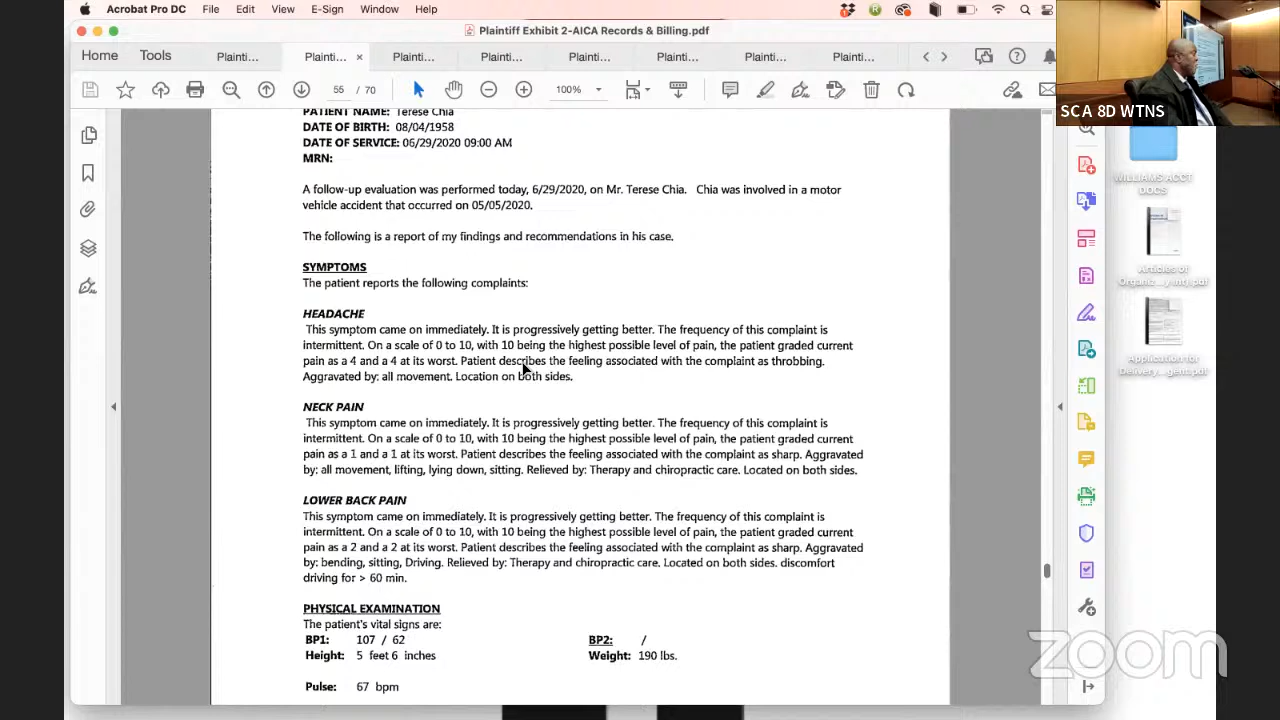 Acrobat Pro DC File Edit View E-Sign Window Help
Plaintiff Exhibit 2-AICA Records & Billing.pdf
Home Tools Plainti... Plainti... × Plainti... Plainti... Plainti... Plainti... Plainti... Plainti...
55 / 70 100%
SCA 8D WTNS
PATIENT NAME: Terese Chia
DATE OF BIRTH: 08/04/1958
DATE OF SERVICE: 06/29/2020 09:00 AM
MRN:
A follow-up evaluation was performed today, 6/29/2020, on Mr. Terese Chia. Chia was involved in a motor
vehicle accident that occurred on 05/05/2020.
The following is a report of my findings and recommendations in his case.
SYMPTOMS
The patient reports the following complaints:
HEADACHE
This symptom came on immediately. It is progressively getting better. The frequency of this complaint is
intermittent. On a scale of 0 to 10, with 10 being the highest possible level of pain, the patient graded current
pain as a 4 and a 4 at its worst. Patient describes the feeling associated with the complaint as throbbing.
Aggravated by: all movement. Location on both sides.
NECK PAIN
This symptom came on immediately. It is progressively getting better. The frequency of this complaint is
intermittent. On a scale of 0 to 10, with 10 being the highest possible level of pain, the patient graded current
pain as a 1 and a 1 at its worst. Patient describes the feeling associated with the complaint as sharp. Aggravated
by: all movement, lifting, lying down, sitting. Relieved by: Therapy and chiropractic care. Located on both sides.
LOWER BACK PAIN
This symptom came on immediately. It is progressively getting better. The frequency of this complaint is
intermittent. On a scale of 0 to 10, with 10 being the highest possible level of pain, the patient graded current
pain as a 2 and a 2 at its worst. Patient describes the feeling associated with the complaint as sharp. Aggravated
by: bending, sitting, Driving. Relieved by: Therapy and chiropractic care. Located on both sides. discomfort
driving for > 60 min.
PHYSICAL EXAMINATION
The patient's vital signs are:
BP1: 107 / 62 BP2: /
Height: 5 feet 6 inches Weight: 190 lbs.
Pulse: 67 bpm
WILLIAMS ACCT
DOCS
Articles of
Organiz...y-inty.pdf
Application for
Delivery...gent.pdf
zoom